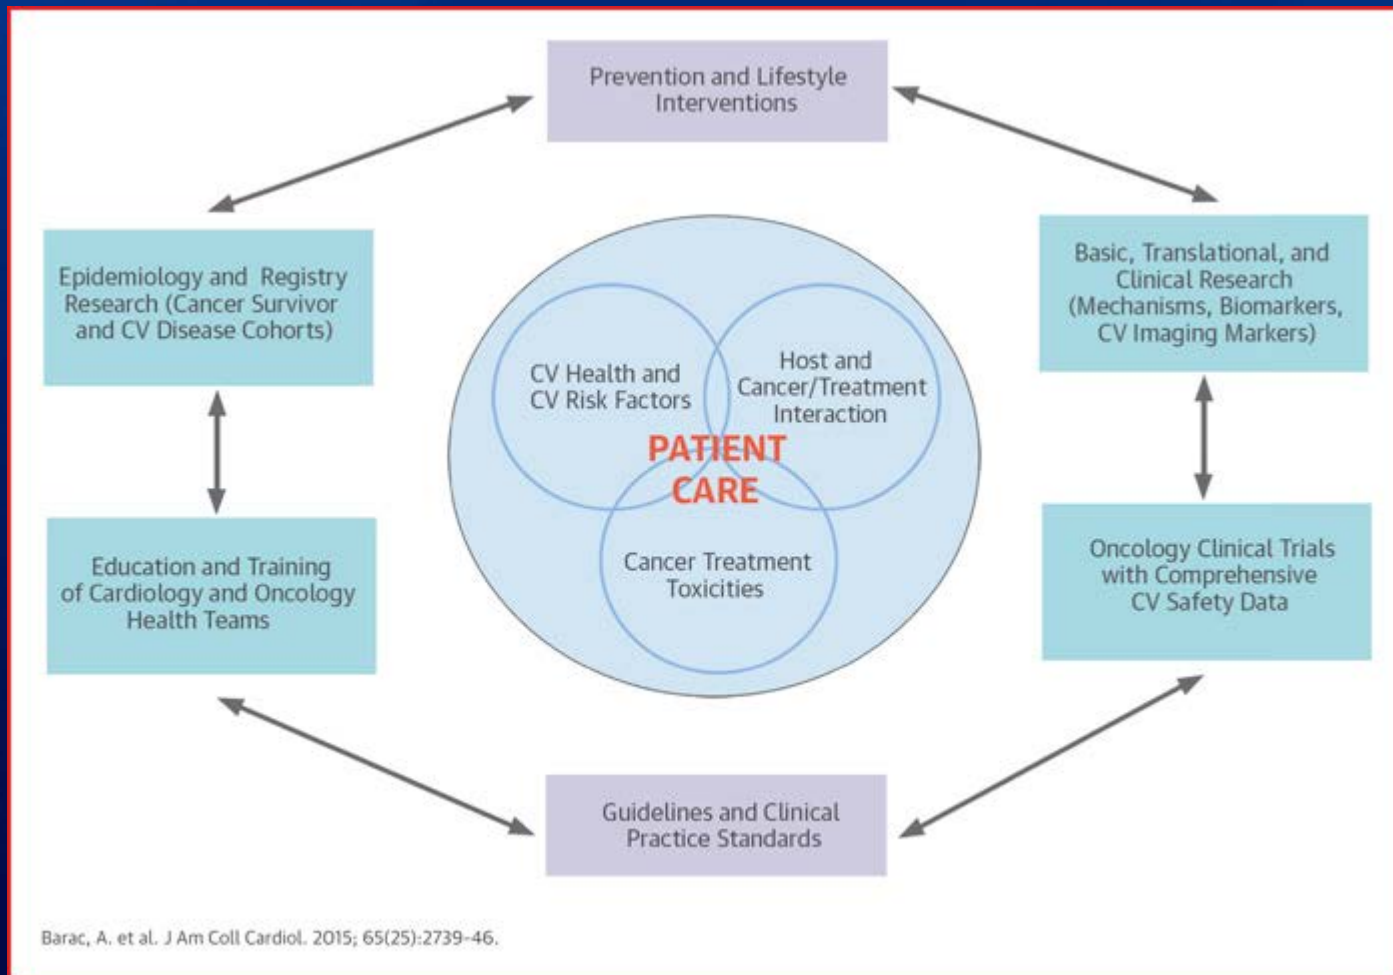 Prevention and Lifestyle
Interventions
Epidemiology and Registry
Research (Cancer Survivor
and CV Disease Cohorts)
Basic, Translational, and
Clinical Research
(Mechanisms, Biomarkers,
CV Imaging Markers)
CV Health and
CV Risk Factors
Host and
Cancer/Treatment
Interaction
PATIENT
CARE
Cancer Treatment
Toxicities
Education and Training
of Cardiology and Oncology
Health Teams
Oncology Clinical Trials
with Comprehensive
CV Safety Data
Guidelines and Clinical
Practice Standards
Barac, A. et al. J Am Coll Cardiol. 2015; 65(25):2739-46.